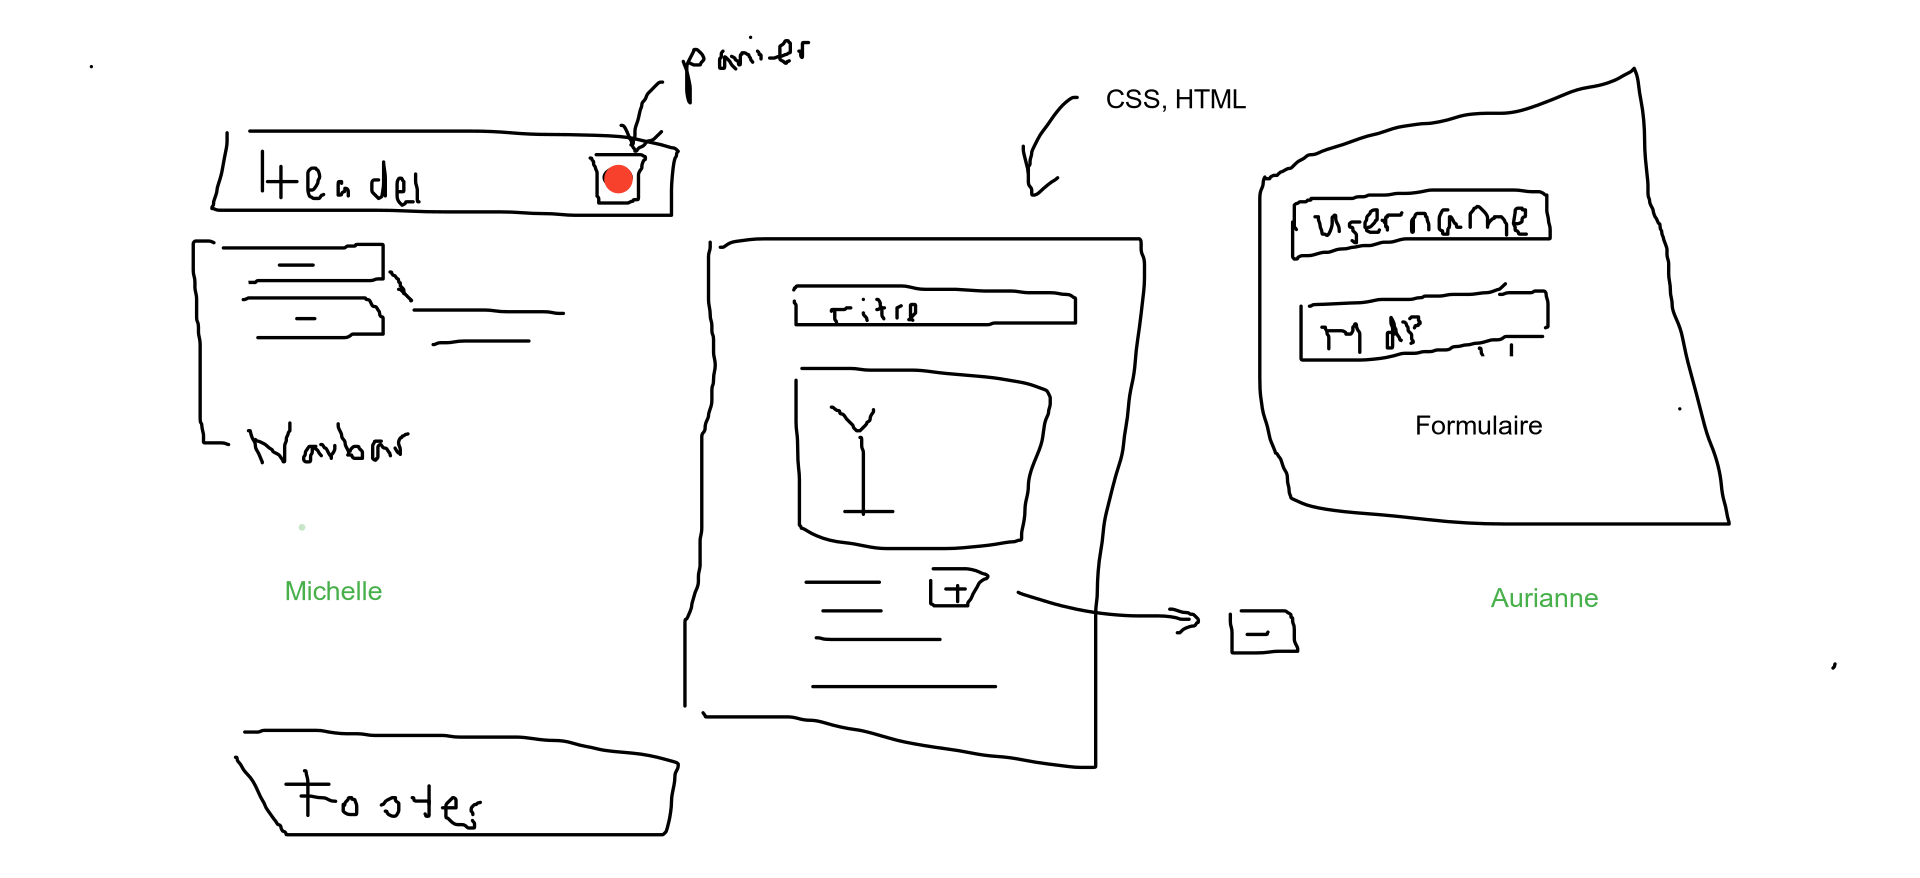 panier
CSS, HTML
Header
username
Titre
MdP
Formulaire
Navbar
Michelle
+
Aurianne
-
Footer